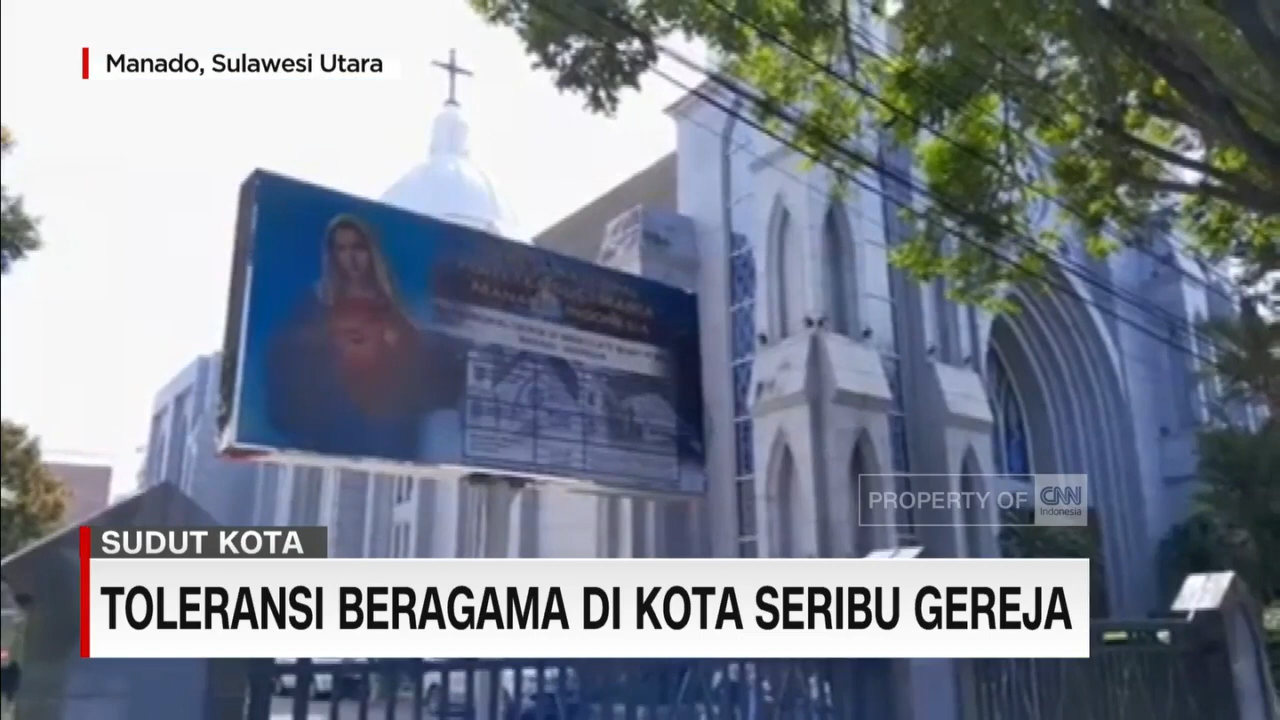 Manado, Sulawesi Utara
PROPERTY OF CNN Indonesia
SUDUT KOTA
TOLERANSI BERAGAMA DI KOTA SERIBU GEREJA